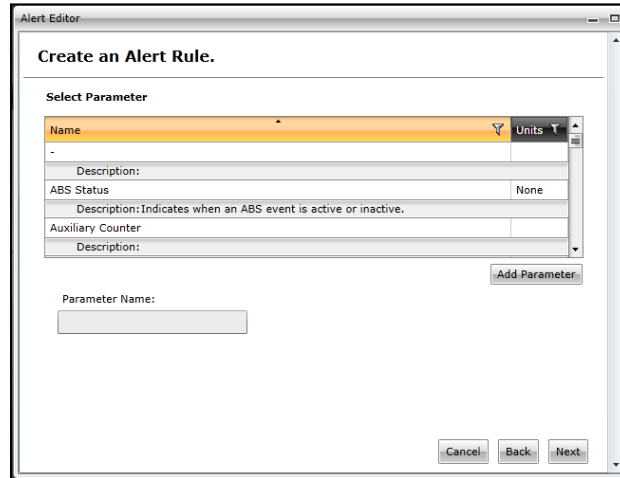 Alert Editor
Create an Alert Rule.
Select Parameter
Name Units
-
Description:
ABS Status None
Description:Indicates when an ABS event is active or inactive.
Auxiliary Counter
Description:
Add Parameter
Parameter Name:
Cancel Back Next